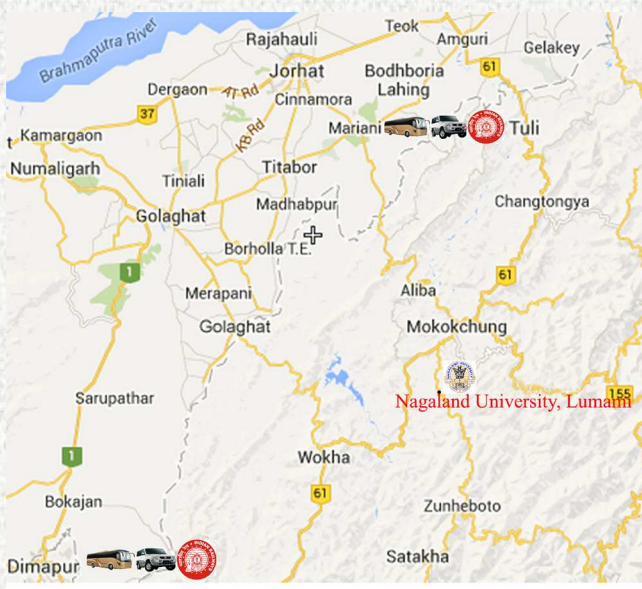 Teok
Rajahauli
Amguri
Gelakey
Brahmaputra River
Jorhat
Bodhboria
Lahing
61
Dergaon
AT Rd
Cinnamora
37
Mariani
Tuli
t
Kamargaon
KB Rd
Numaligarh
Titabor
Tiniali
Madhabpur
Changtongya
Golaghat
Borholla T.E.
1
61
Merapani
Aliba
Golaghat
Mokokchung
Sarupathar
155
Nagaland University, Lumami
1
Wokha
61
Bokajan
Zunheboto
Satakha
Dimapur